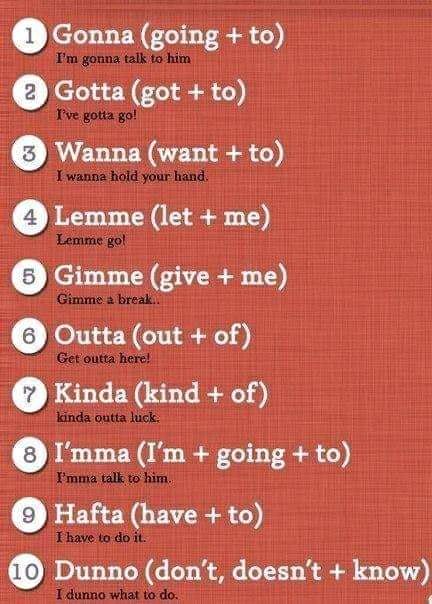 1 Gonna (going + to)
I'm gonna talk to him
2 Gotta (got + to)
I've gotta go!
3 Wanna (want + to)
I wanna hold your hand.
4 Lemme (let + me)
Lemme go!
5 Gimme (give + me)
Gimme a break..
6 Outta (out + of)
Get outta here!
7 Kinda (kind + of)
kinda outta luck.
8 I'mma (I'm + going + to)
I'mma talk to him.
9 Hafta (have + to)
I have to do it.
10 Dunno (don't, doesn't + know)
I dunno what to do.